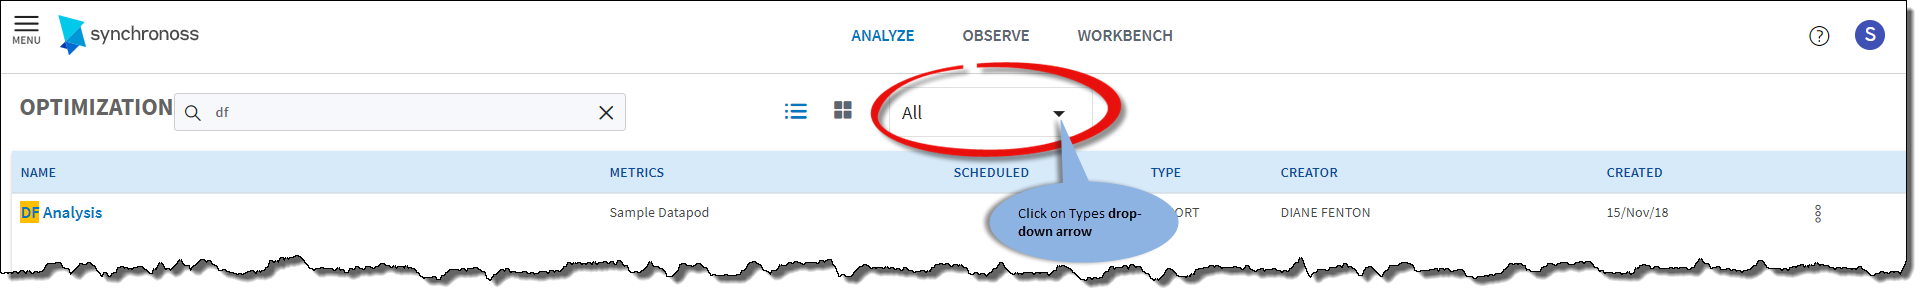 MENU
synchronoss
ANALYZE OBSERVE WORKBENCH
?
S
OPTIMIZATION
df
All
NAME METRICS SCHEDULED TYPE CREATOR CREATED
DF Analysis Sample Datapod ORT DIANE FENTON 15/Nov/18
Click on Types drop-
down arrow